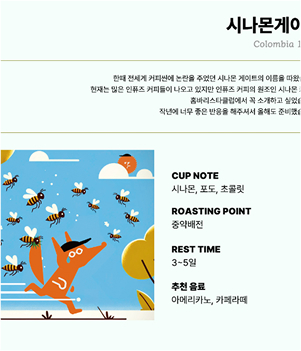 시나몬게이
Colombia 1
한때 전세계 커피씬에 논란을 주었던 시나몬 게이트의 이름을 따왔
현재는 많은 인퓨즈 커피들이 나오고 있지만 인퓨즈 커피의 원조인 시나몬
홈바리스타클럽에서 꼭 소개하고 싶었
작년에 너무 좋은 반응을 해주셔서 올해도 준비했
CUP NOTE
시나몬, 포도, 초콜릿
ROASTING POINT
중약배전
REST TIME
3~5일
추천 음료
아메리카노, 카페라떼